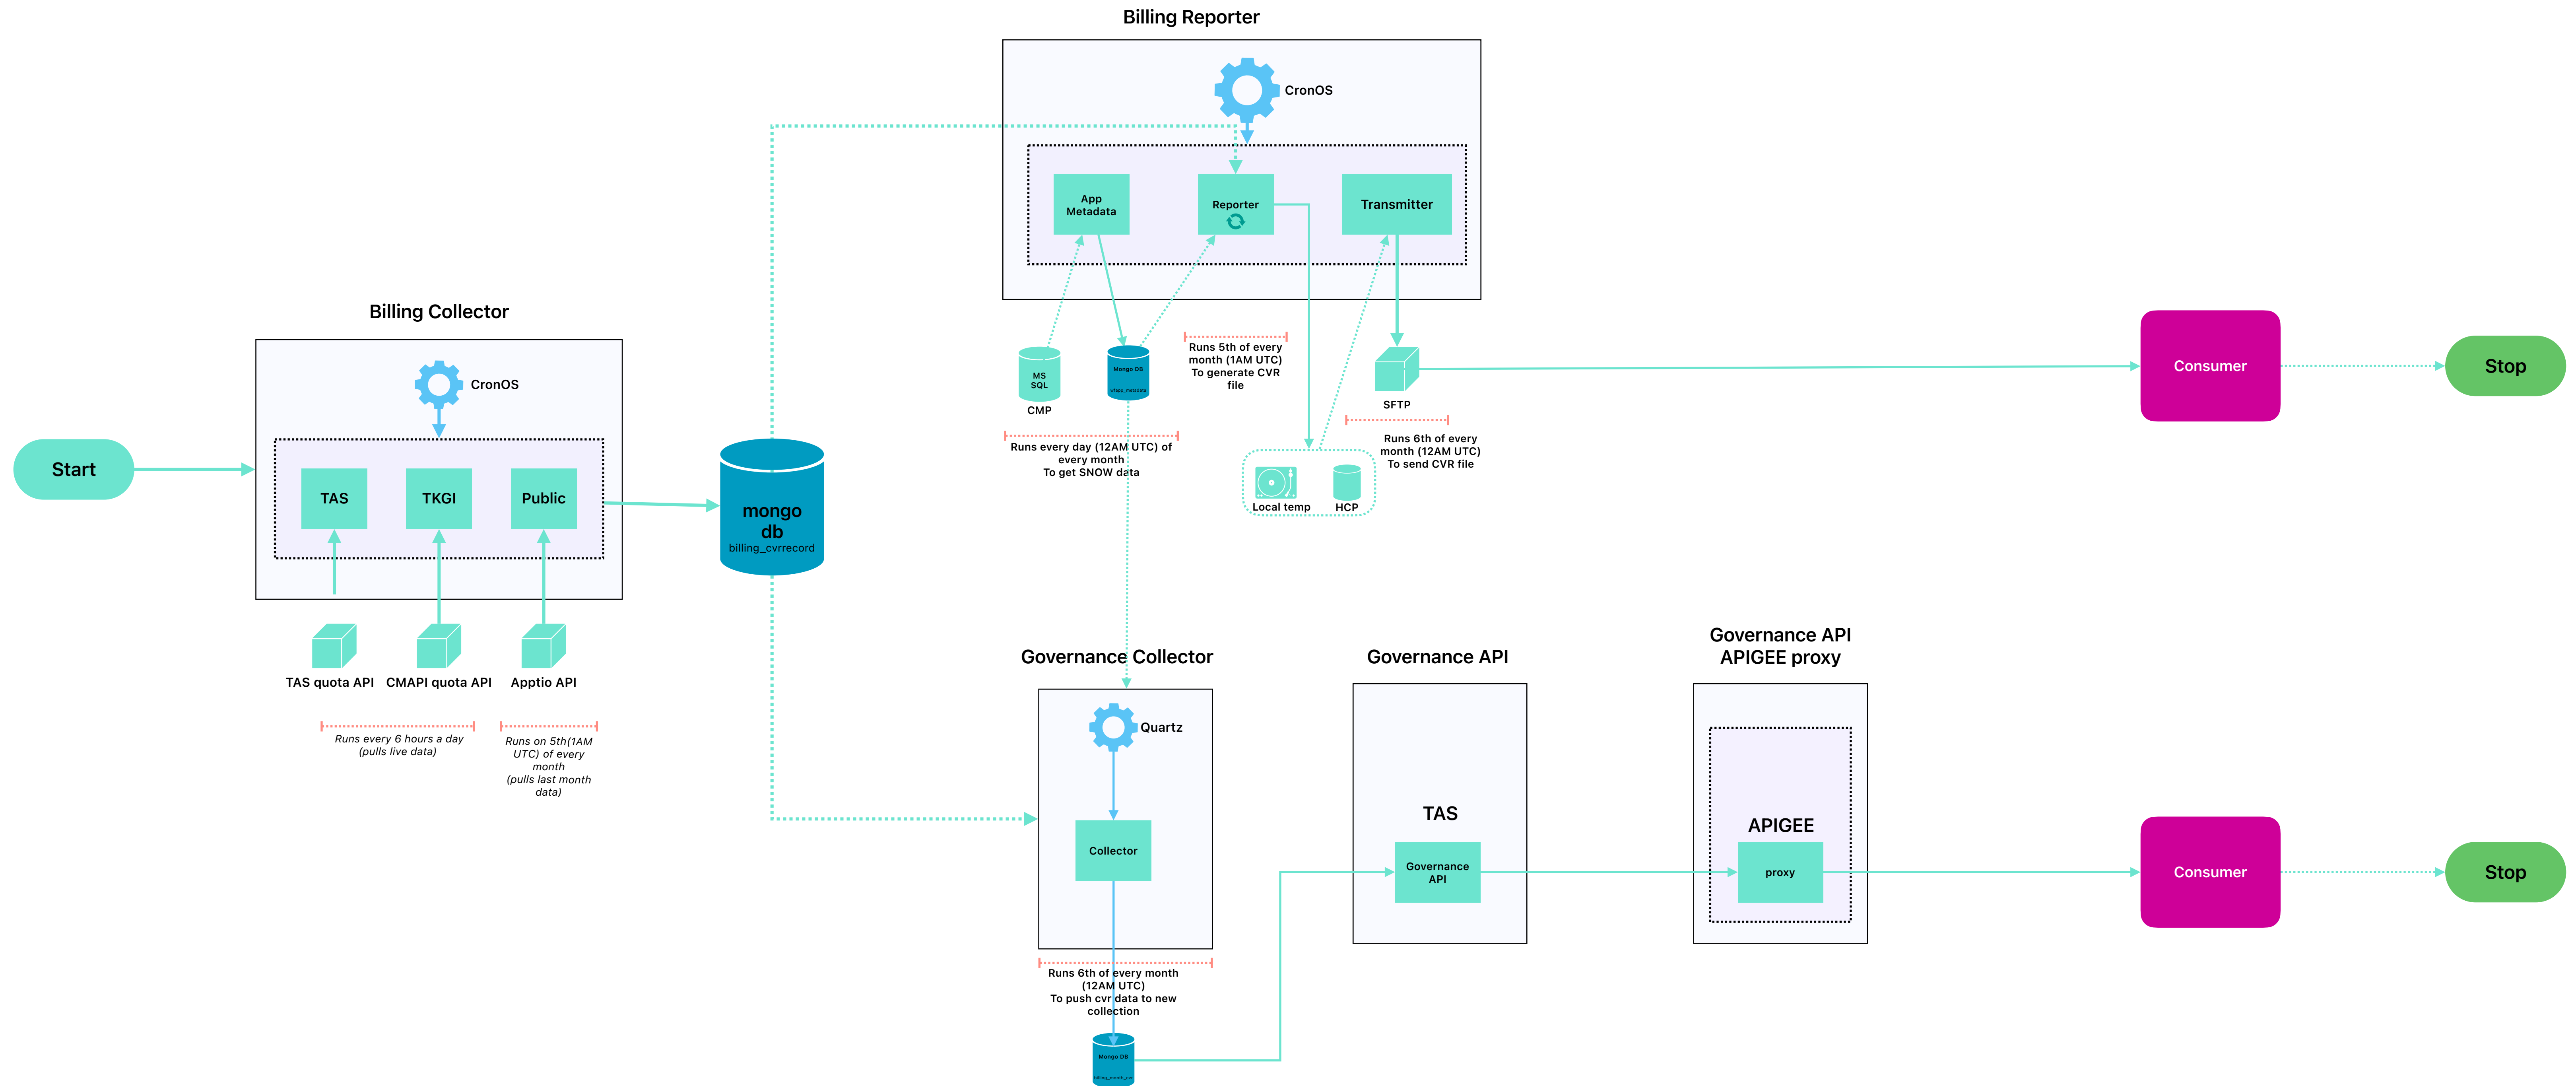 Billing Reporter
CronOS
App
Metadata
Reporter
Transmitter
MS
SQL
CMP
Mongo DB
Runs every day (12AM UTC) of
every month
To get SNOW data
Runs 5th of every
month (1AM UTC)
To generate CVR
file
SFTP
Runs 6th of every
month (12AM UTC)
To send CVR file
Local temp
HCP
Consumer
Stop
Billing Collector
CronOS
Start
TAS
TKGI
Public
TAS quota API
CMAPI quota API
Apptio API
Runs every 6 hours a day
(pulls live data)
Runs on 5th(1AM
UTC) of every
month
(pulls last month
data)
mongo
db
billing_cvrrecord
Governance Collector
Quartz
Collector
Runs 6th of every month
(12AM UTC)
To push cvr data to new
collection
Mongo DB
Governance API
TAS
Governance
API
Governance API
APIGEE proxy
APIGEE
proxy
Consumer
Stop